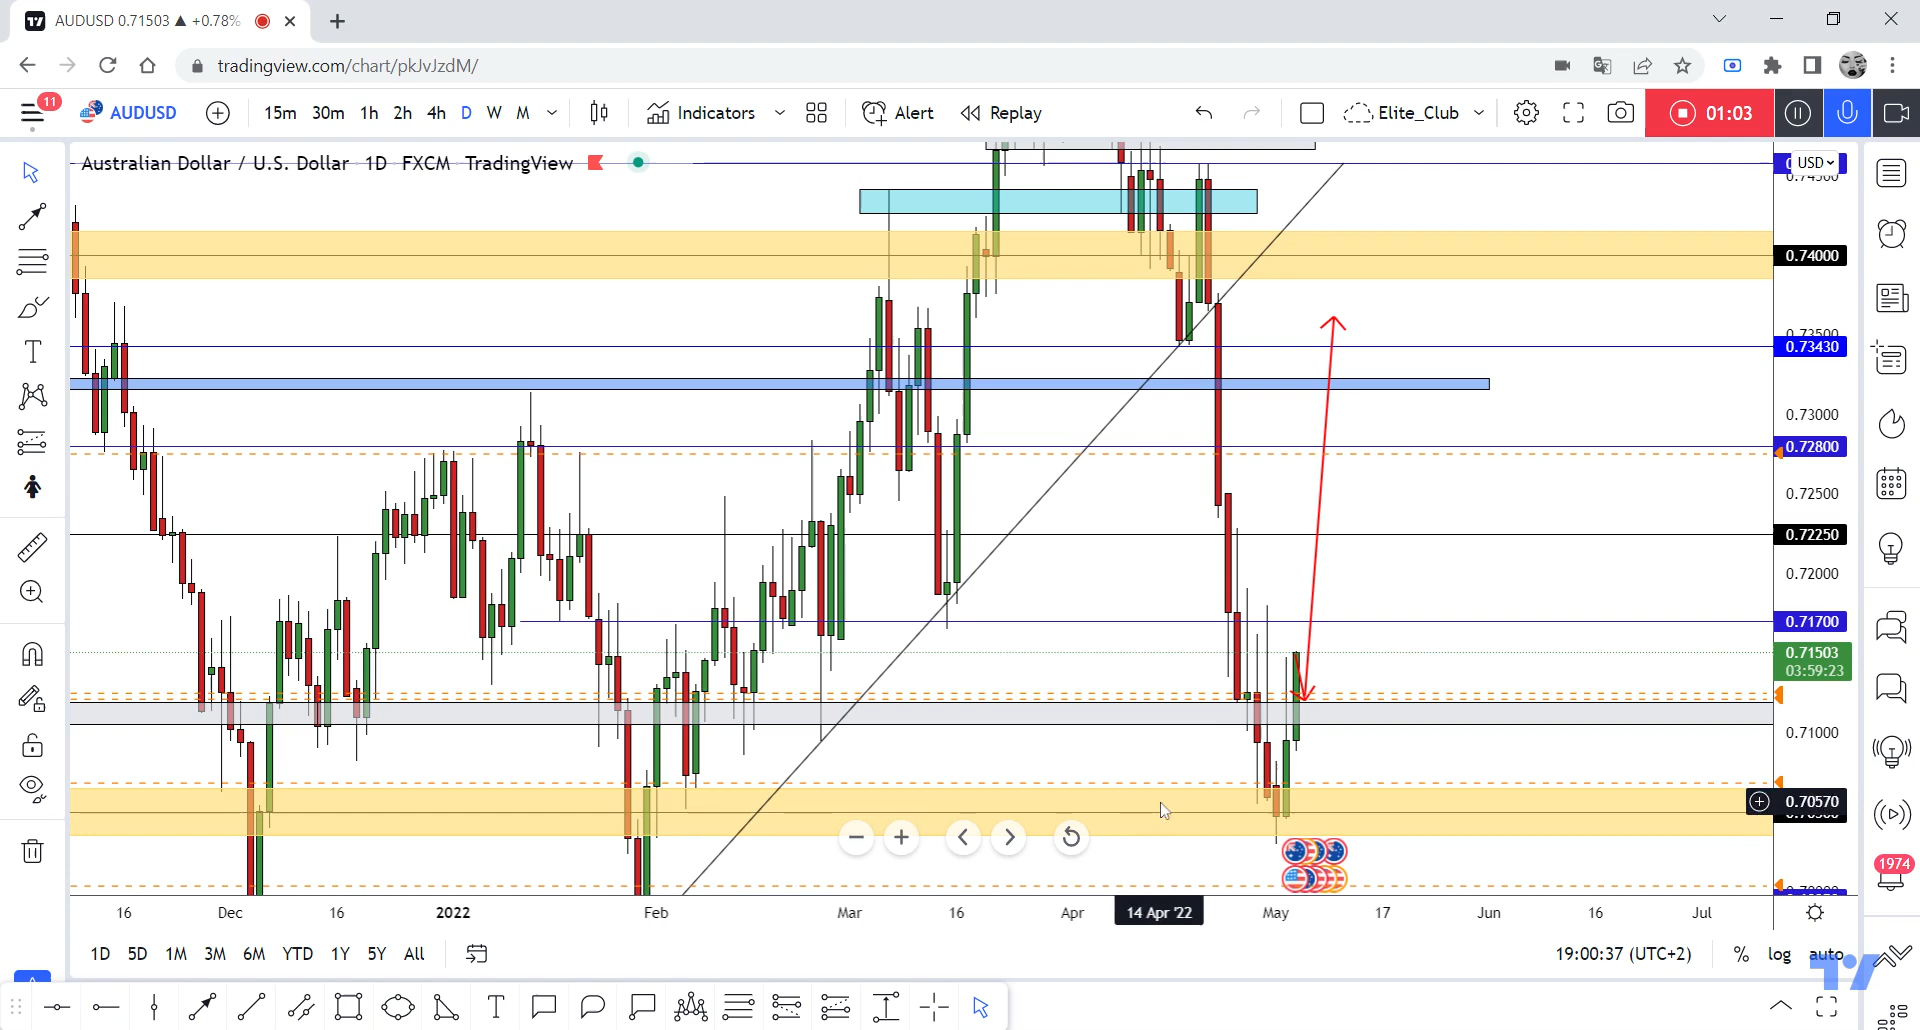 AUDUSD 0.71503 ▲ +0.78%
tradingview.com/chart/pkJvJzdM/
11
AUDUSD 15m 30m 1h 2h 4h D W M Indicators Alert Replay Elite_Club 01:03
Australian Dollar / U.S. Dollar 1D FXCM TradingView
USD
0.74000
0.73500
0.73430
0.73000
0.72800
0.72500
0.72250
0.72000
0.71700
0.71503
03:59:23
0.71000
0.70570
1974
16 Dec 16 2022 Feb Mar 16 Apr 14 Apr '22 May 17 Jun 16 Jul
1D 5D 1M 3M 6M YTD 1Y 5Y All 19:00:37 (UTC+2) % log auto